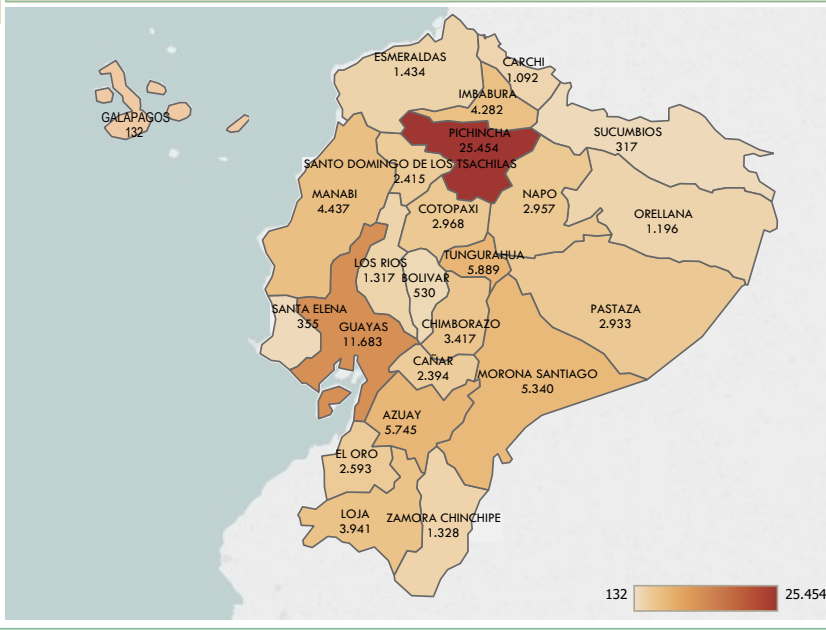 ESMERALDAS
1.434
CARCHI
1.092
IMBABURA
4.282
GALAPAGOS
132
PICHINCHA
25.454
SUCUMBIOS
317
SANTO DOMINGO DE LOS TSACHILAS
2.415
MANABI
4.437
COTOPAXI
2.968
NAPO
2.957
ORELLANA
1.196
LOS RIOS
1.317
BOLIVAR
530
TUNGURAHUA
5.889
SANTA ELENA
355
GUAYAS
11.683
CHIMBORAZO
3.417
PASTAZA
2.933
CAÑAR
2.394
MORONA SANTIAGO
5.340
AZUAY
5.745
EL ORO
2.593
LOJA
3.941
ZAMORA CHINCHIPE
1.328
132
25.454